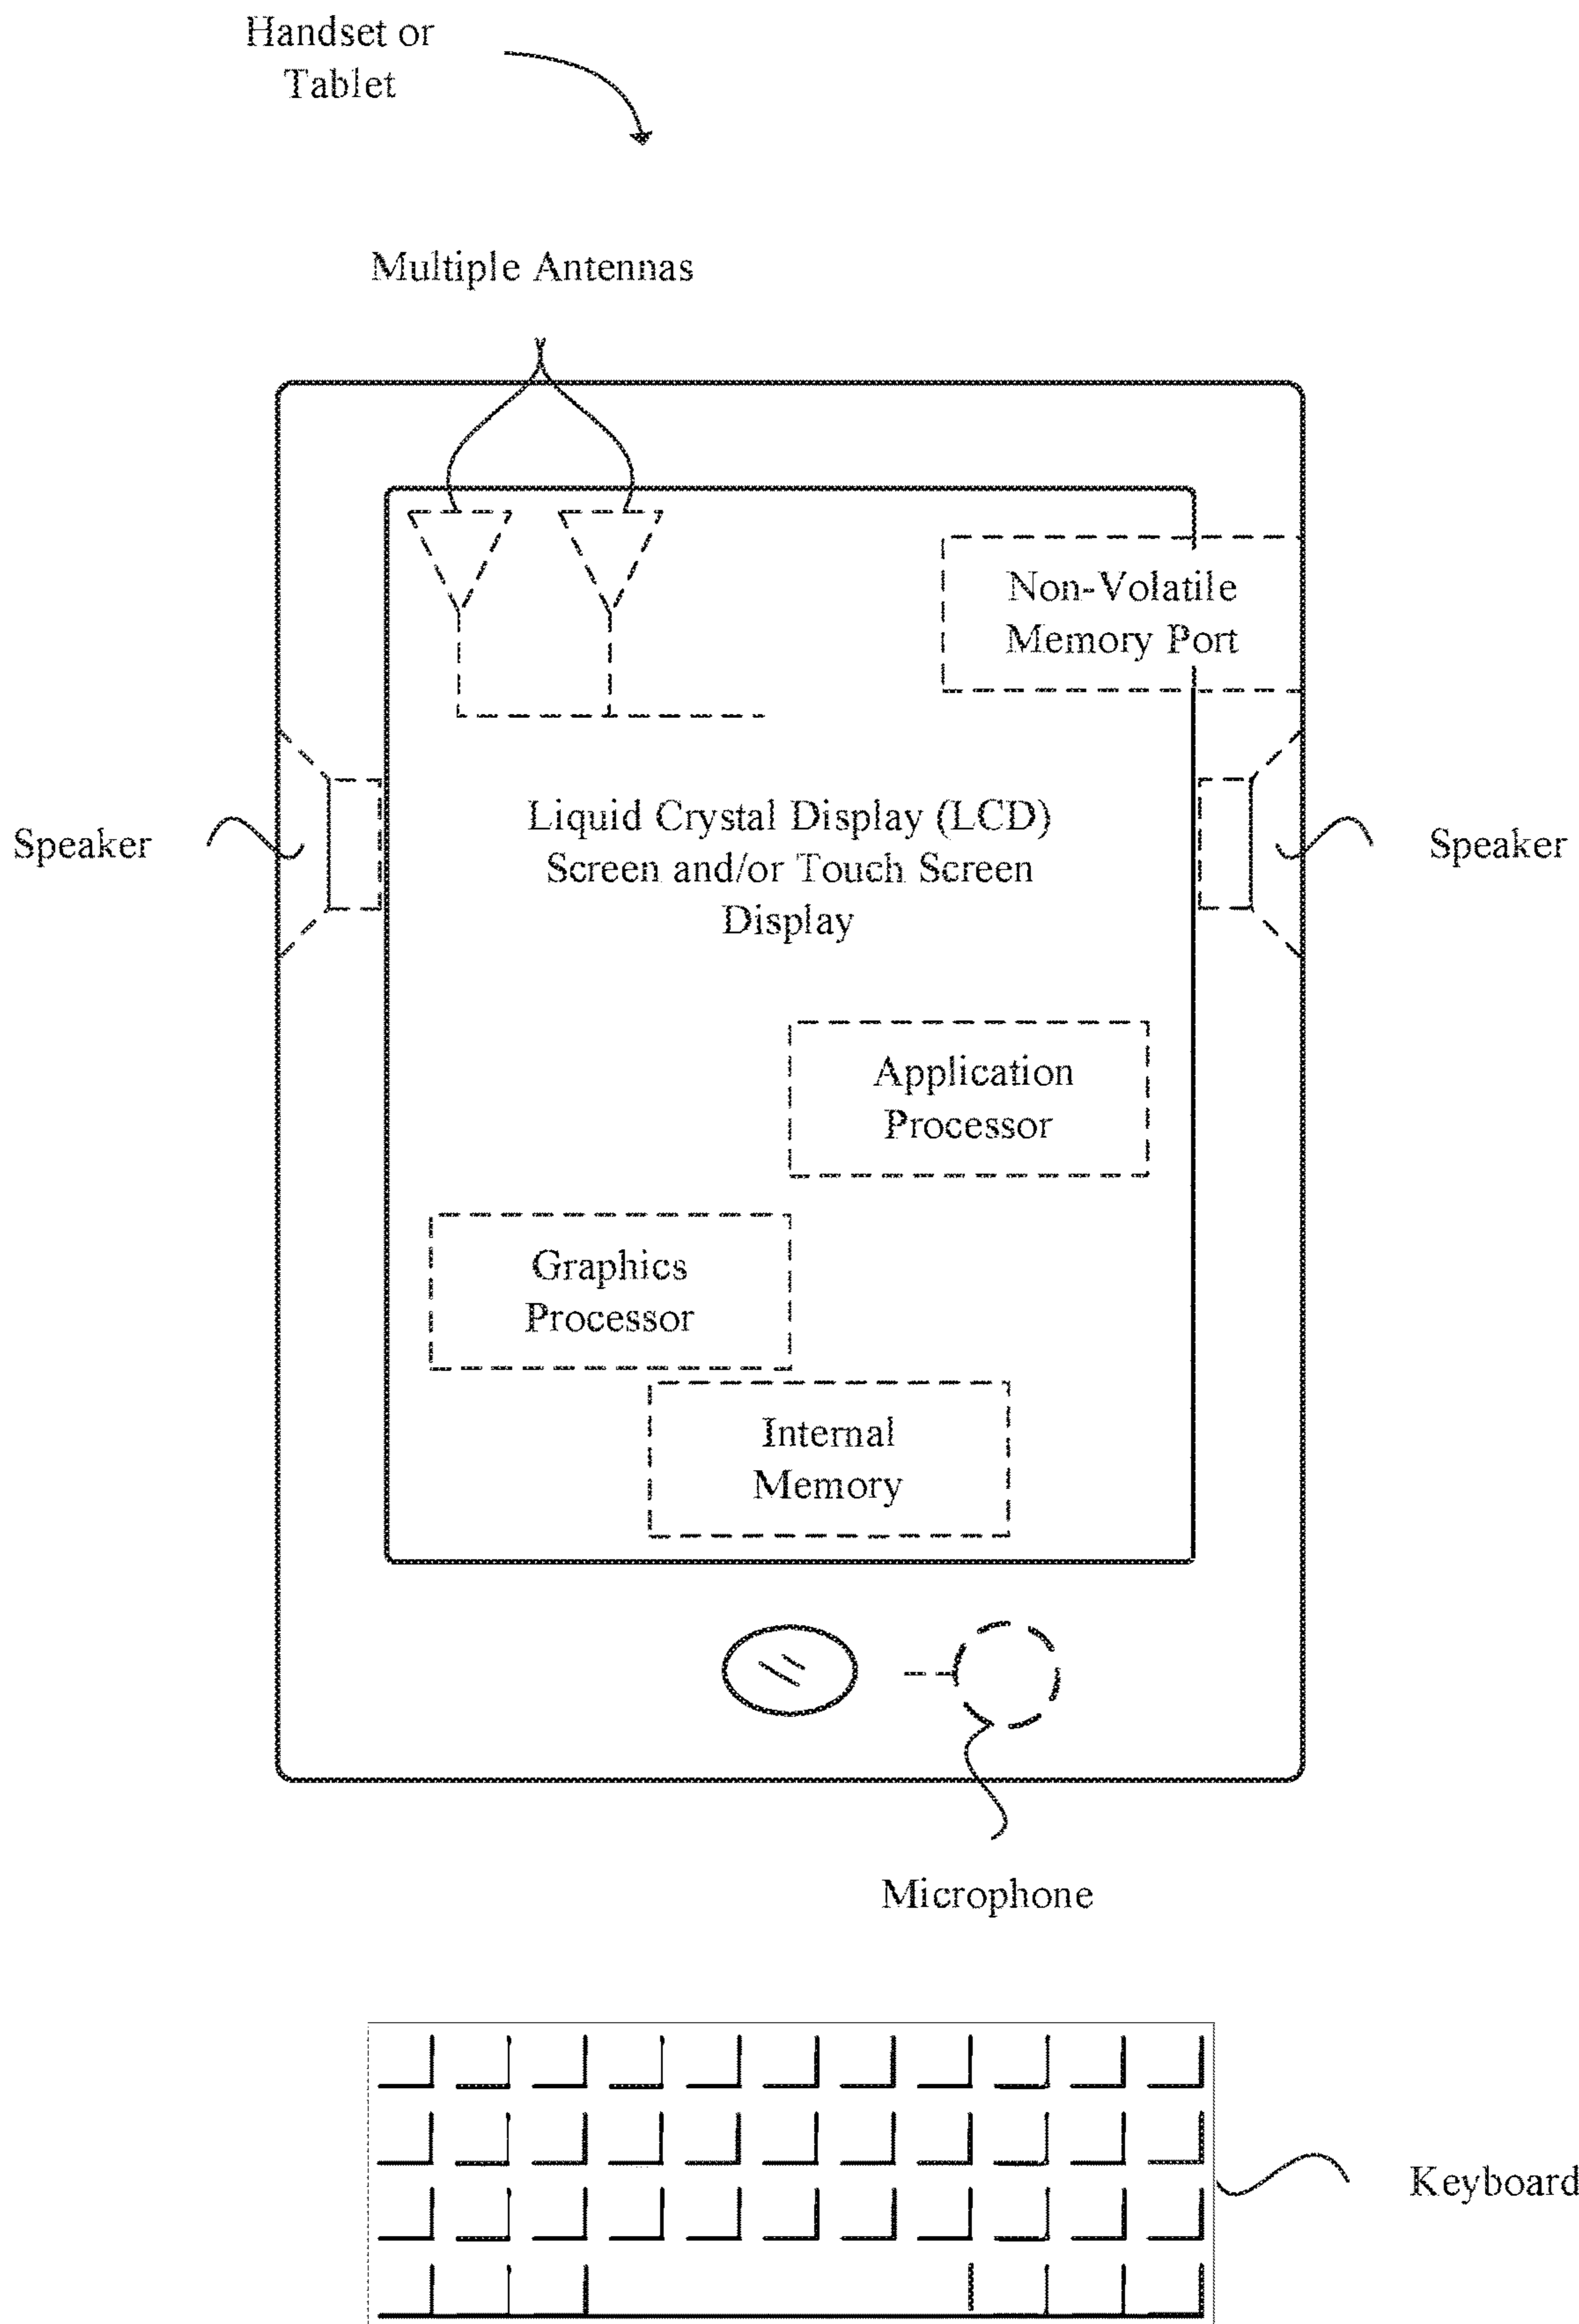 Handset or
Tablet
Multiple Antennas
Non-Volatile
Memory Port
Speaker
Liquid Crystal Display (LCD)
Screen and/or Touch Screen
Display
Speaker
Application
Processor
Graphics
Processor
Internal
Memory
Microphone
Keyboard